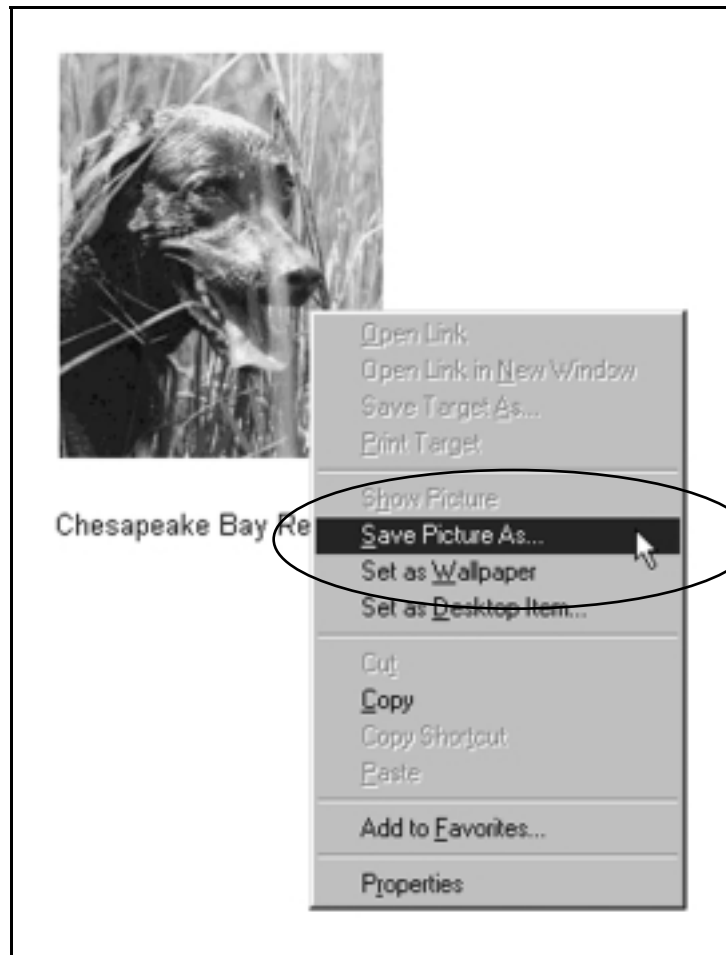 Open Link
Open Link in New Window
Save Target As...
Print Target
Show Picture
Chesapeake Bay Re
Save Picture As...
Set as Wallpaper
Set as Desktop Item...
Cut
Copy
Copy Shortcut
Paste
Add to Favorites...
Properties